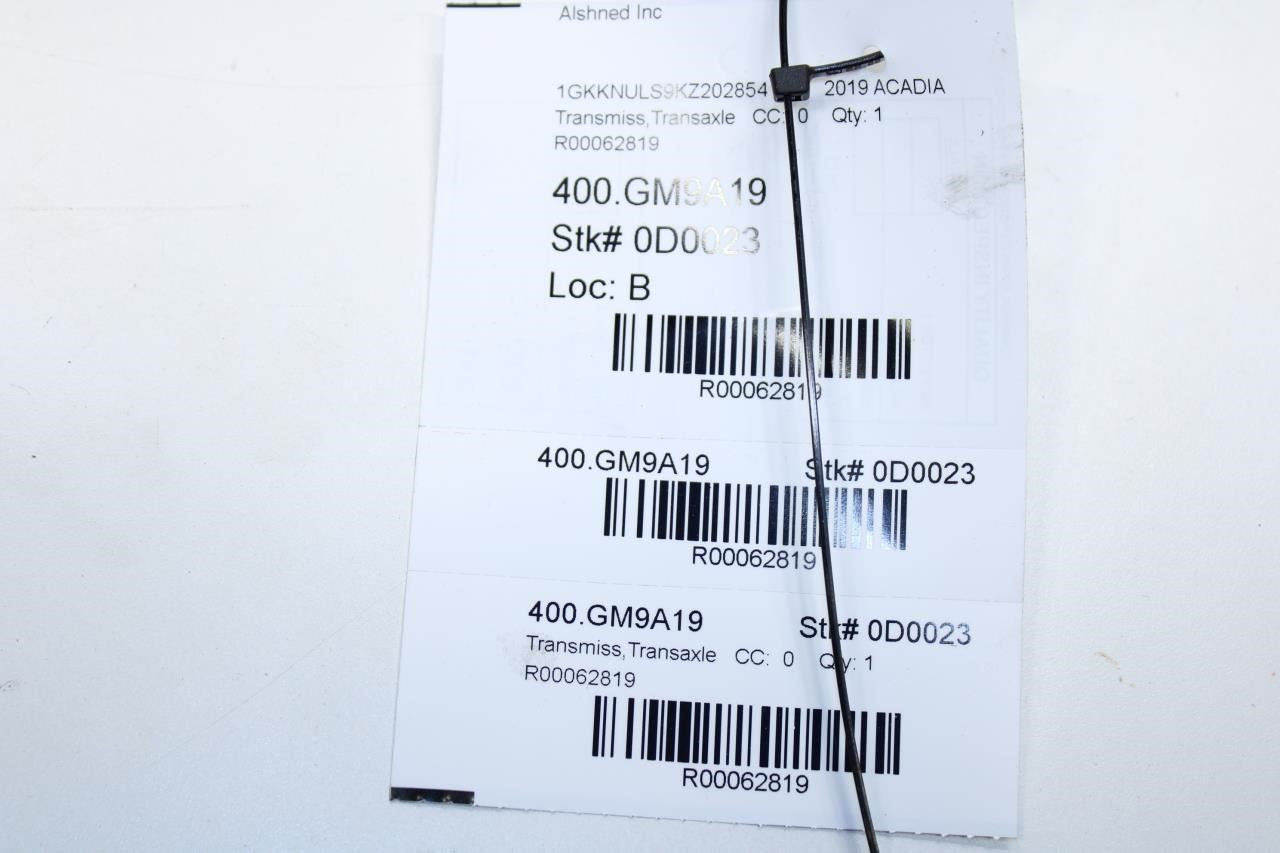 Alshned Inc
1GKKNULS9KZ202854 2019 ACADIA
Transmiss,Transaxle CC: 0 Qty: 1
R00062819
400.GM9A19
Stk# 0D0023
Loc: B
R00062819
400.GM9A19 Stk# 0D0023
R00062819
400.GM9A19 Stk# 0D0023
Transmiss,Transaxle CC: 0 Qty: 1
R00062819
R00062819